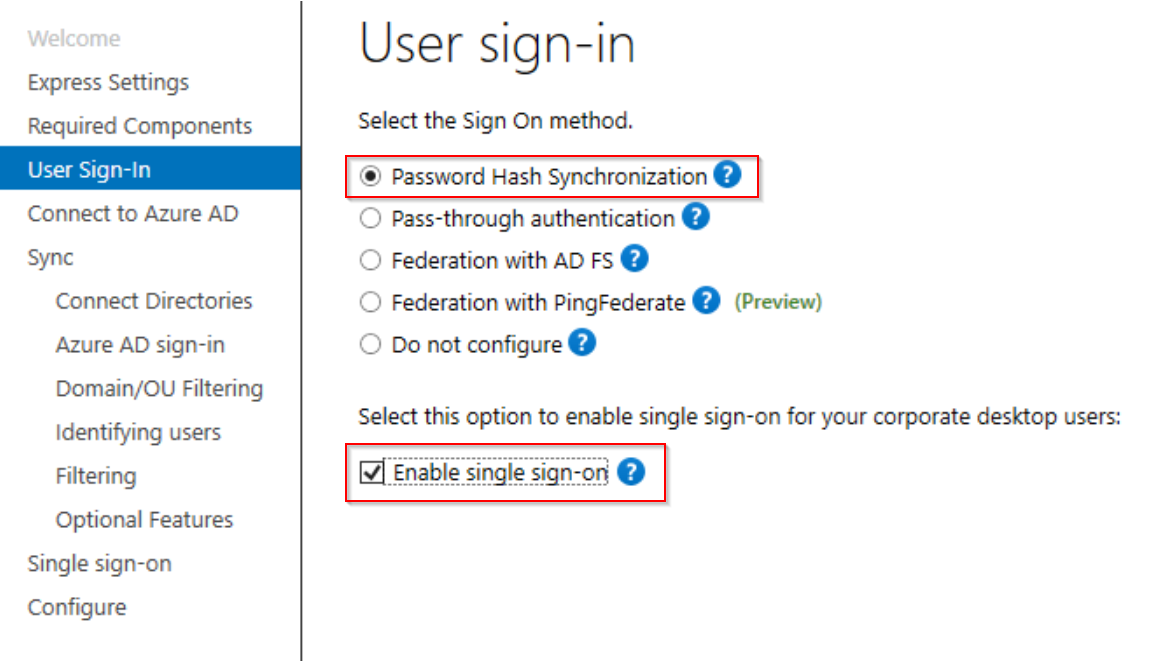 Welcome
Express Settings
Required Components
User Sign-In
Connect to Azure AD
Sync
Connect Directories
Azure AD sign-in
Domain/OU Filtering
Identifying users
Filtering
Optional Features
Single sign-on
Configure
User sign-in
Select the Sign On method.
Password Hash Synchronization ?
Pass-through authentication ?
Federation with AD FS ?
Federation with PingFederate ? (Preview)
Do not configure ?
Select this option to enable single sign-on for your corporate desktop users:
Enable single sign-on ?